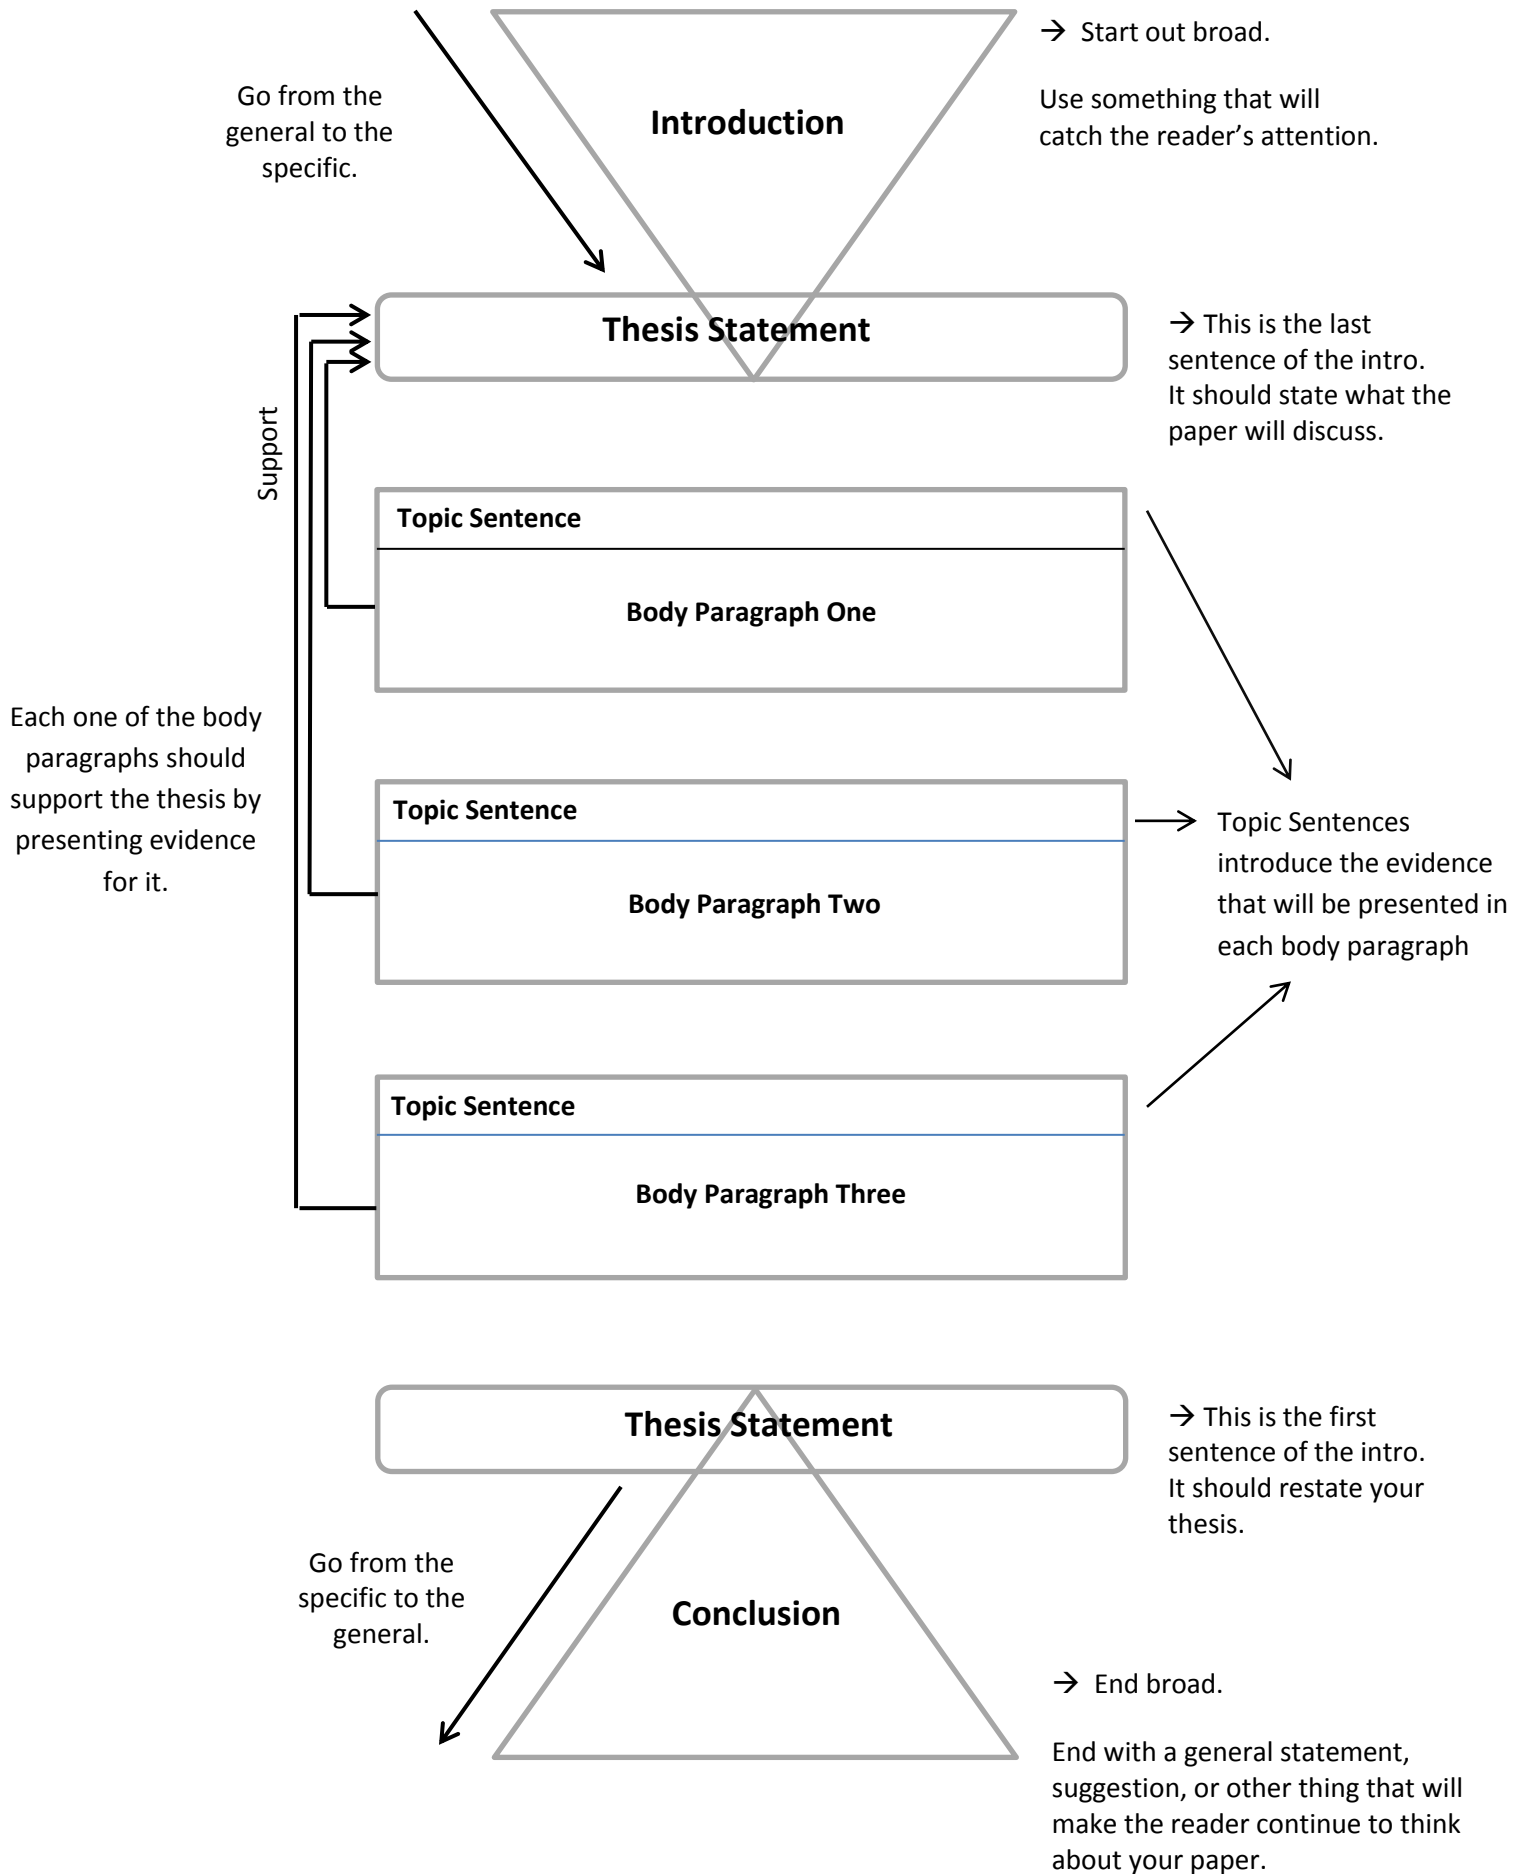 → Start out broad.
Go from the
general to the
specific.
Introduction
Use something that will
catch the reader’s attention.
Thesis Statement
→ This is the last
sentence of the intro.
It should state what the
paper will discuss.
Support
Topic Sentence
Body Paragraph One
Each one of the body
paragraphs should
support the thesis by
presenting evidence
for it.
Topic Sentence
Body Paragraph Two
Topic Sentences
introduce the evidence
that will be presented in
each body paragraph
Topic Sentence
Body Paragraph Three
Thesis Statement
→ This is the first
sentence of the intro.
It should restate your
thesis.
Go from the
specific to the
general.
Conclusion
→ End broad.
End with a general statement,
suggestion, or other thing that will
make the reader continue to think
about your paper.